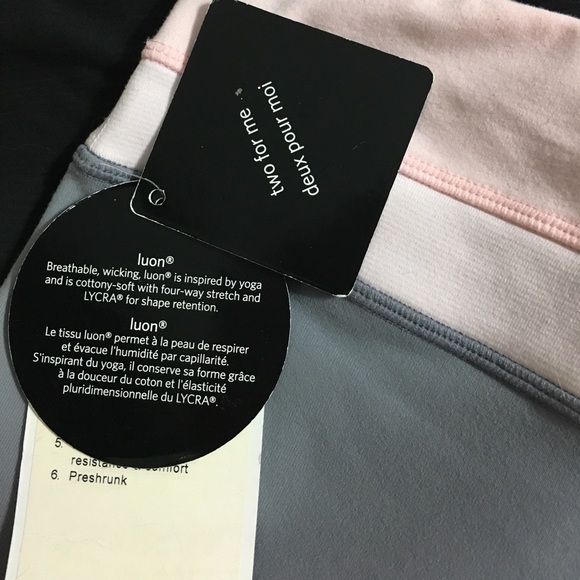 two for me
deux pour moi
luon®
Breathable, wicking, luon® is inspired by yoga
and is cottony-soft with four-way stretch and
LYCRA® for shape retention.
luon®
Le tissu luon® permet à la peau de respirer
et évacue l'humidité par capillarité.
S'inspirant du yoga, il conserve sa forme grâce
à la douceur du coton et l'élasticité
pluridimensionnelle du LYCRA®.
5.
resistance & comfort
6. Preshrunk